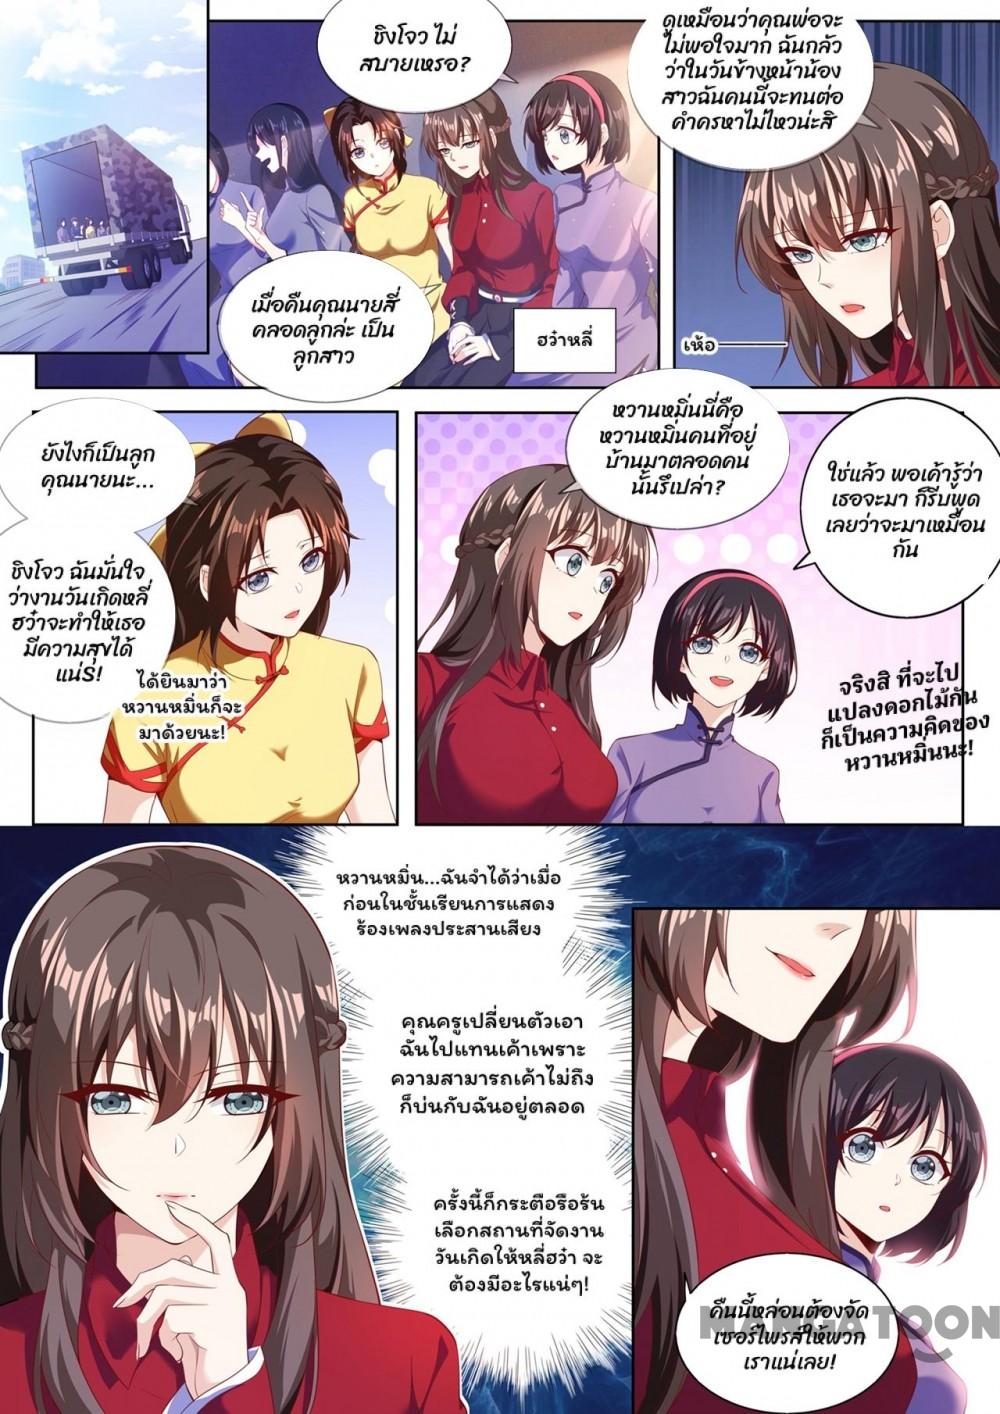 ชิงโจว ไม่
สบายเหรอ?
ดูเหมือนว่าคุณพ่อจะ
ไม่พอใจมาก ฉันกลัว
ว่าในวันข้างหน้าน้อง
สาวฉันคนนี้จะทนต่อ
คำครหาไม่ไหวน่ะสิ
เมื่อคืนคุณนายสี่
คลอดลูกล่ะ เป็น
ลูกสาว
ฮว๋าหลี่
เห้อ
ยังไงก็เป็นลูก
คุณนายนะ...
ชิงโจว ฉันมั่นใจ
ว่างานวันเกิดหลี่
ฮว๋าจะทำให้เธอ
มีความสุขได้
แน่S!
ได้ยินมาว่า
หวานหมิ่นก็จะ
มาด้วยนะ!
หวานหมิ่นนี่คือ
หวานหมิ่นคนที่อยู่
บ้านมาตลอดคน
นั้นรึเปล่า?
ใช่แล้ว พอเค้ารู้ว่า
เธอจะมา ก็รีบพูด
เลยว่าจะมาเหมือน
กัน
จริงสิ ที่จะไป
แปลงดอกไม้กัน
ก็เป็นความคิดของ
หวานหมิ่นนะ!
หวานหมิ่น...ฉันจำได้ว่าเมื่อ
ก่อนในชั้นเรียนการแสดง
ร้องเพลงประสานเสียง
คุณครูเปลี่ยนตัวเอา
ฉันไปแทนเค้าเพราะ
ความสามารถเค้าไม่ถึง
ก็บ่นกับฉันอยู่ตลอด
ครั้งนี้ก็กระตือรือร้น
เลือกสถานที่จัดงาน
วันเกิดให้หลี่ฮว๋า จะ
ต้องมีอะไรแน่ๆ!
คืนนี้หล่อนต้องจัด
เซอร์ไพรส์ให้พวก
เราแน่เลย!
MANGATOON